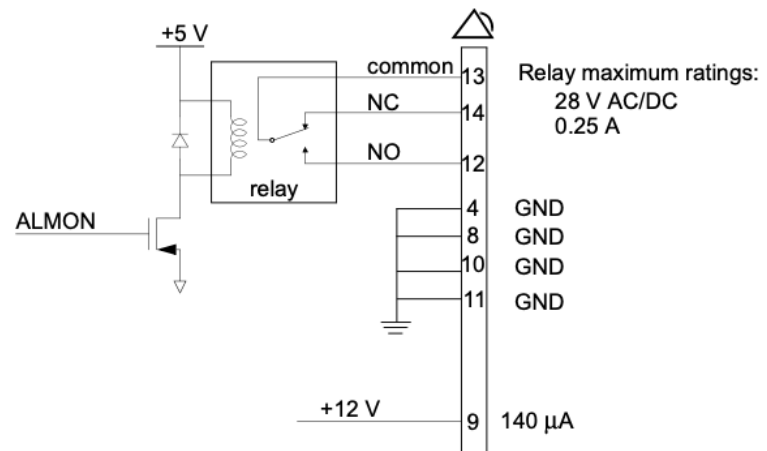 +5 V
common 13 Relay maximum ratings:
NC 14 28 V AC/DC
0.25 A
NO 12
relay
ALMON
4 GND
8 GND
10 GND
11 GND
+12 V 9 140 µA